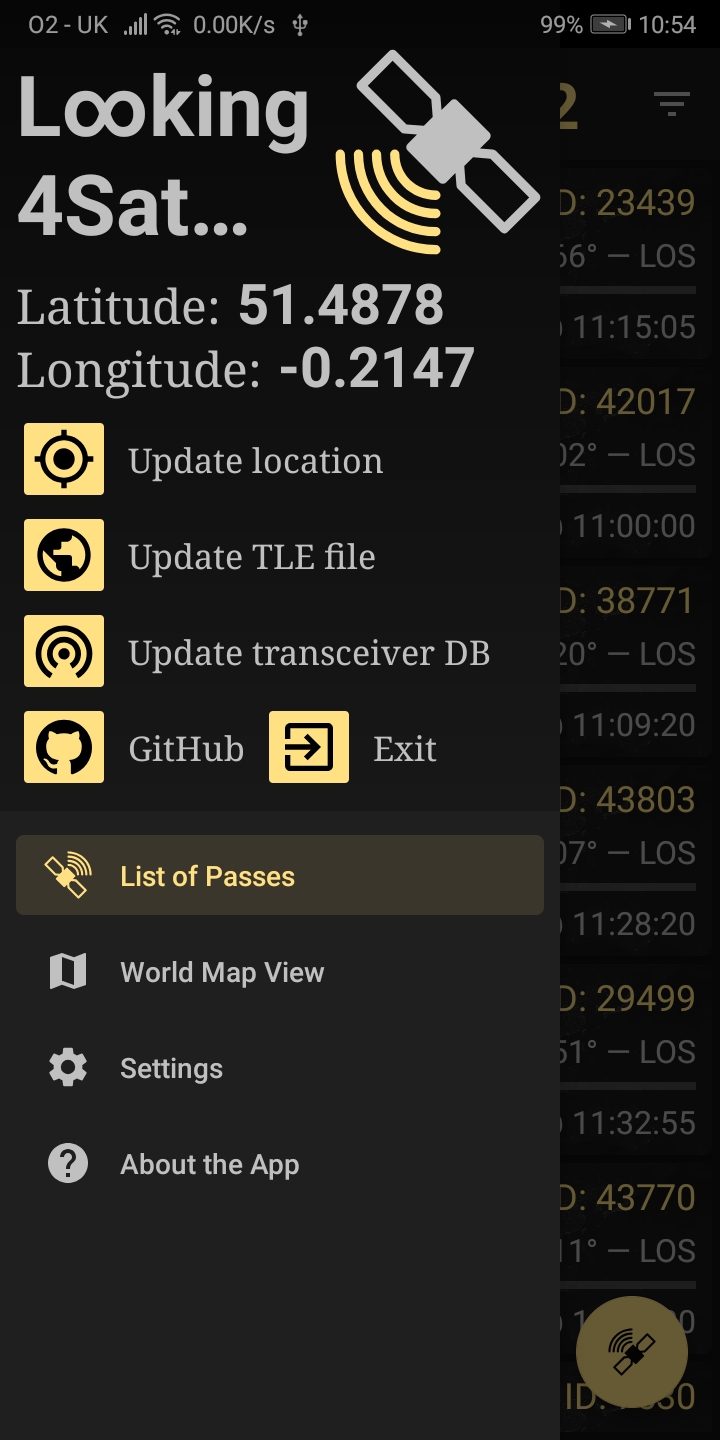 O2 - UK 0.00K/s 99% 10:54
Looking
4Sat...
2
Latitude: 51.4878
Longitude: -0.2147
Update location
Update TLE file
Update transceiver DB
GitHub Exit
List of Passes
World Map View
Settings
About the App
D: 23439
66° — LOS
11:15:05
D: 42017
02° — LOS
11:00:00
D: 38771
20° — LOS
11:09:20
D: 43803
07° — LOS
11:28:20
D: 29499
51° — LOS
11:32:55
D: 43770
11° — LOS
ID: